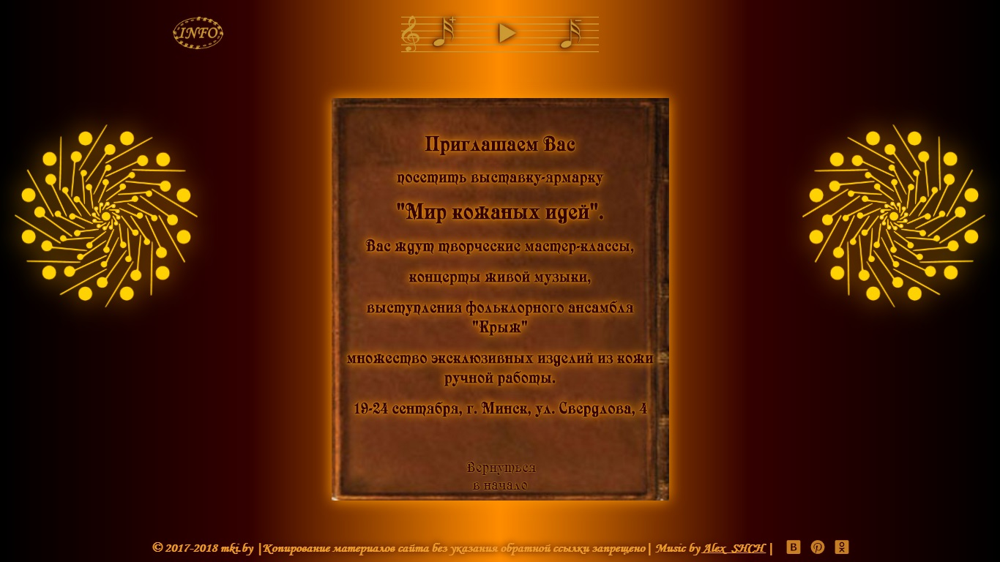 INFO
Приглашаем Вас
посетить выставку-ярмарку
"Мир кожаных идей".
Вас ждут творческие мастер-классы,
концерты живой музыки,
выступления фольклорного ансамбля
"Крыж"
множество эксклюзивных изделий из кожи
ручной работы.
19-24 сентября, г. Минск, ул. Свердлова, 4
Вернуться
в начало
© 2017-2018 mki.by |Копирование материалов сайта без указания обратной ссылки запрещено| Music by Alex_SHCH |